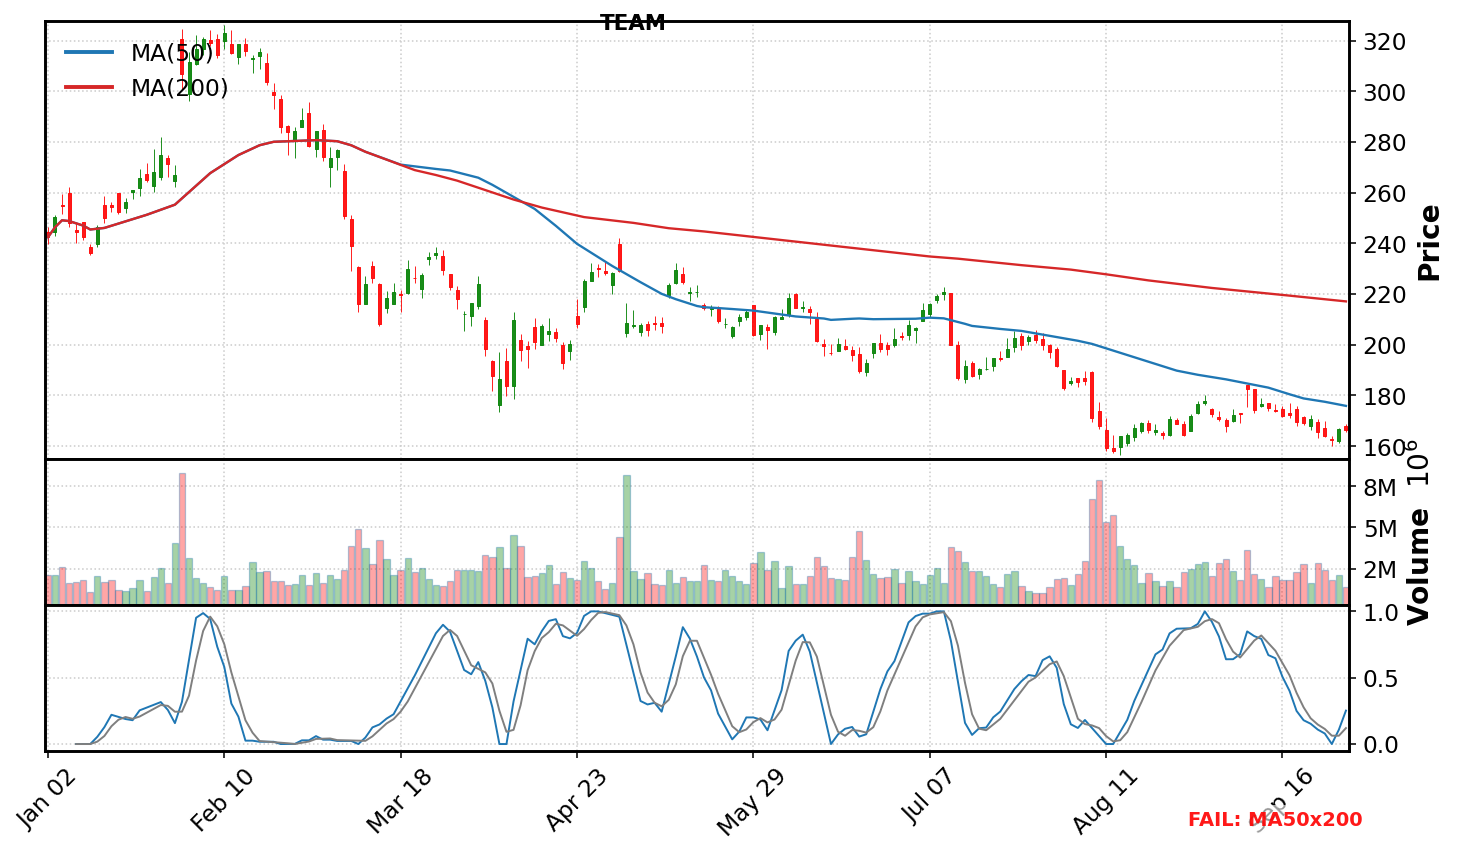 TEAM
MA(50)
MA(200)
320
300
280
260
240
220
200
180
160
Price
8M
5M
2M
Volume 10^6
1.0
0.5
0.0
Jan 02
Feb 10
Mar 18
Apr 23
May 29
Jul 07
Aug 11
Sep 16
FAIL: MA50x200